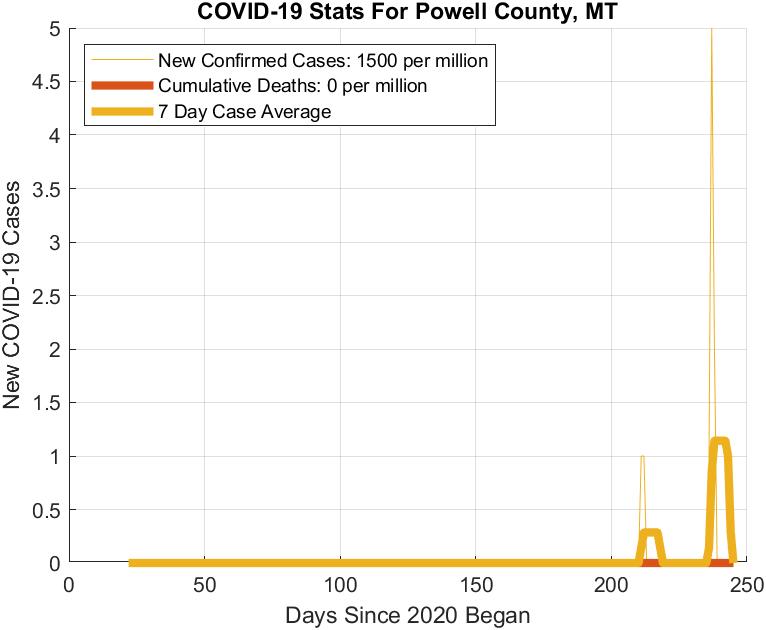 COVID-19 Stats For Powell County, MT
New Confirmed Cases: 1500 per million
Cumulative Deaths: 0 per million
7 Day Case Average
New COVID-19 Cases
5
4.5
4
3.5
3
2.5
2
1.5
1
0.5
0
0 50 100 150 200 250
Days Since 2020 Began